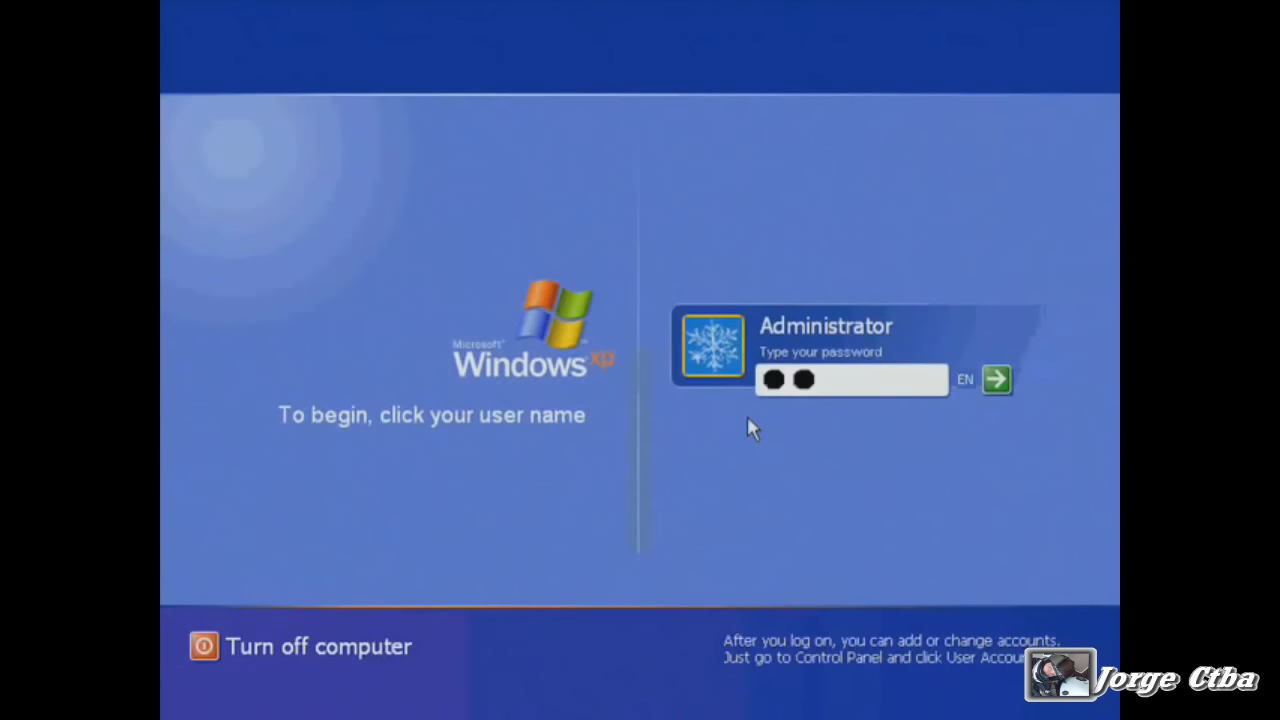 Microsoft
Windows xp
To begin, click your user name
Administrator
Type your password
EN
Turn off computer
After you log on, you can add or change accounts.
Just go to Control Panel and click User Accou
Jorge Ctba